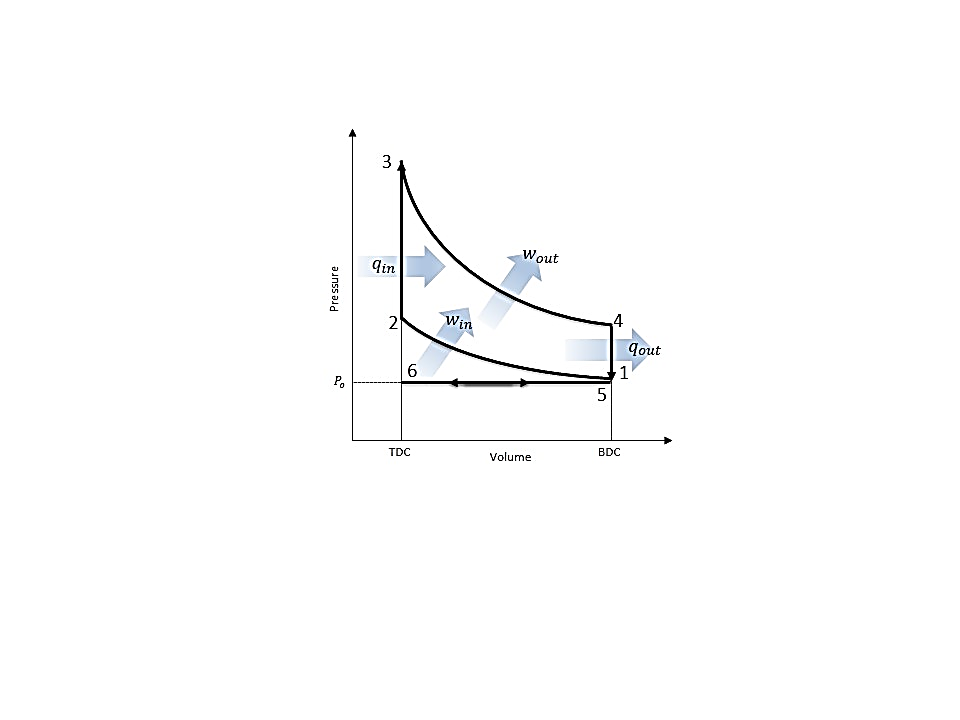 3
q_in
w_out
Pressure
2
w_in
4
q_out
6
1
P_o
5
TDC
BDC
Volume